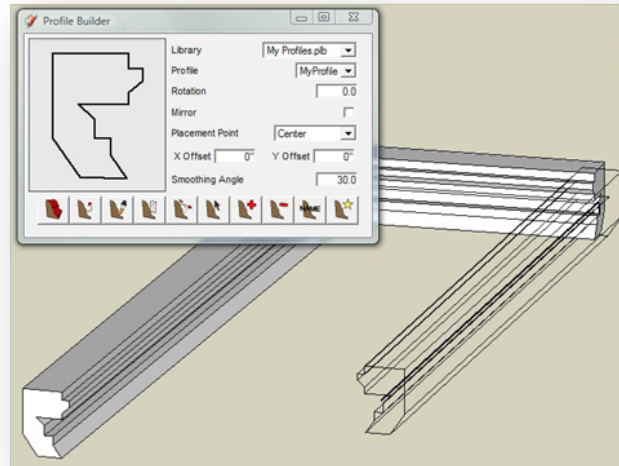 Profile Builder
Library My Profiles.plb
Profile MyProfile
Rotation 0.0
Mirror
Placement Point Center
X Offset 0" Y Offset 0"
Smoothing Angle 30.0
NAME